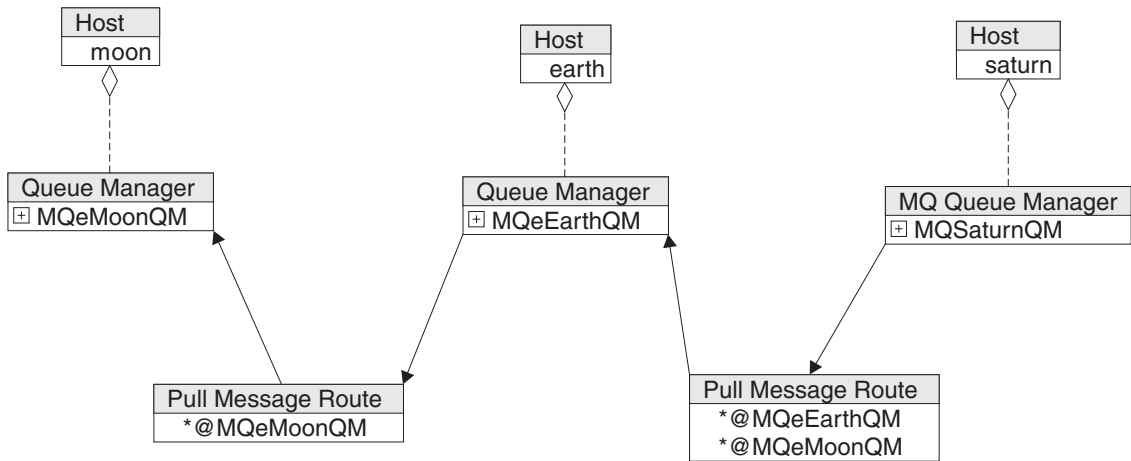 Host
moon
Host
earth
Host
saturn
Queue Manager
MQeMoonQM
Queue Manager
MQeEarthQM
MQ Queue Manager
MQSaturnQM
Pull Message Route
*@MQeMoonQM
Pull Message Route
*@MQeEarthQM
*@MQeMoonQM